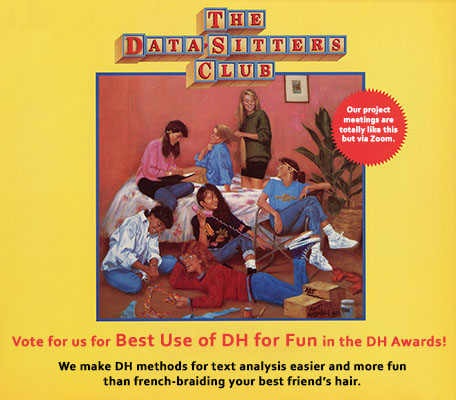 THE
DATA-SITTERS
CLUB
Our project
meetings are
totally like this
but via Zoom.
Vote for us for Best Use of DH for Fun in the DH Awards!
We make DH methods for text analysis easier and more fun
than french-braiding your best friend's hair.